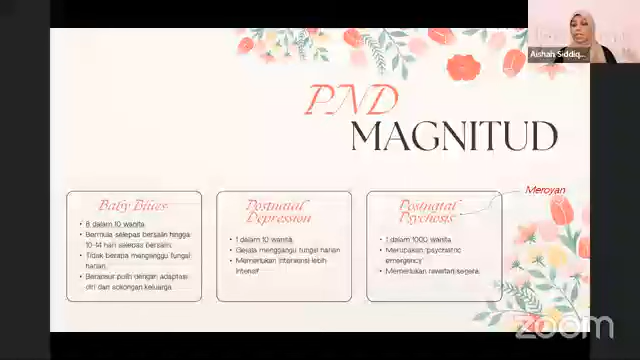 Aishah Siddiq...
PND
MAGNITUD
Meroyan
Baby Blues
• 8 dalam 10 wanita
• Bermula selepas bersalin hingga
10-14 hari selepas bersalin.
• Tidak berapa menganggu fungsi
harian.
• Beransur pulih dengan adaptasi
diri dan sokongan keluarga
Postnatal
Depression
• 1 dalam 10 wanita
• Gejala menggangu fungsi harian
• Memerlukan intervensi lebih
intensif
Postnatal
Psychosis
• 1 dalam 1000 wanita
• Merupakan 'psychiatric
emergency'
• Memerlukan rawatan segera.
zoom